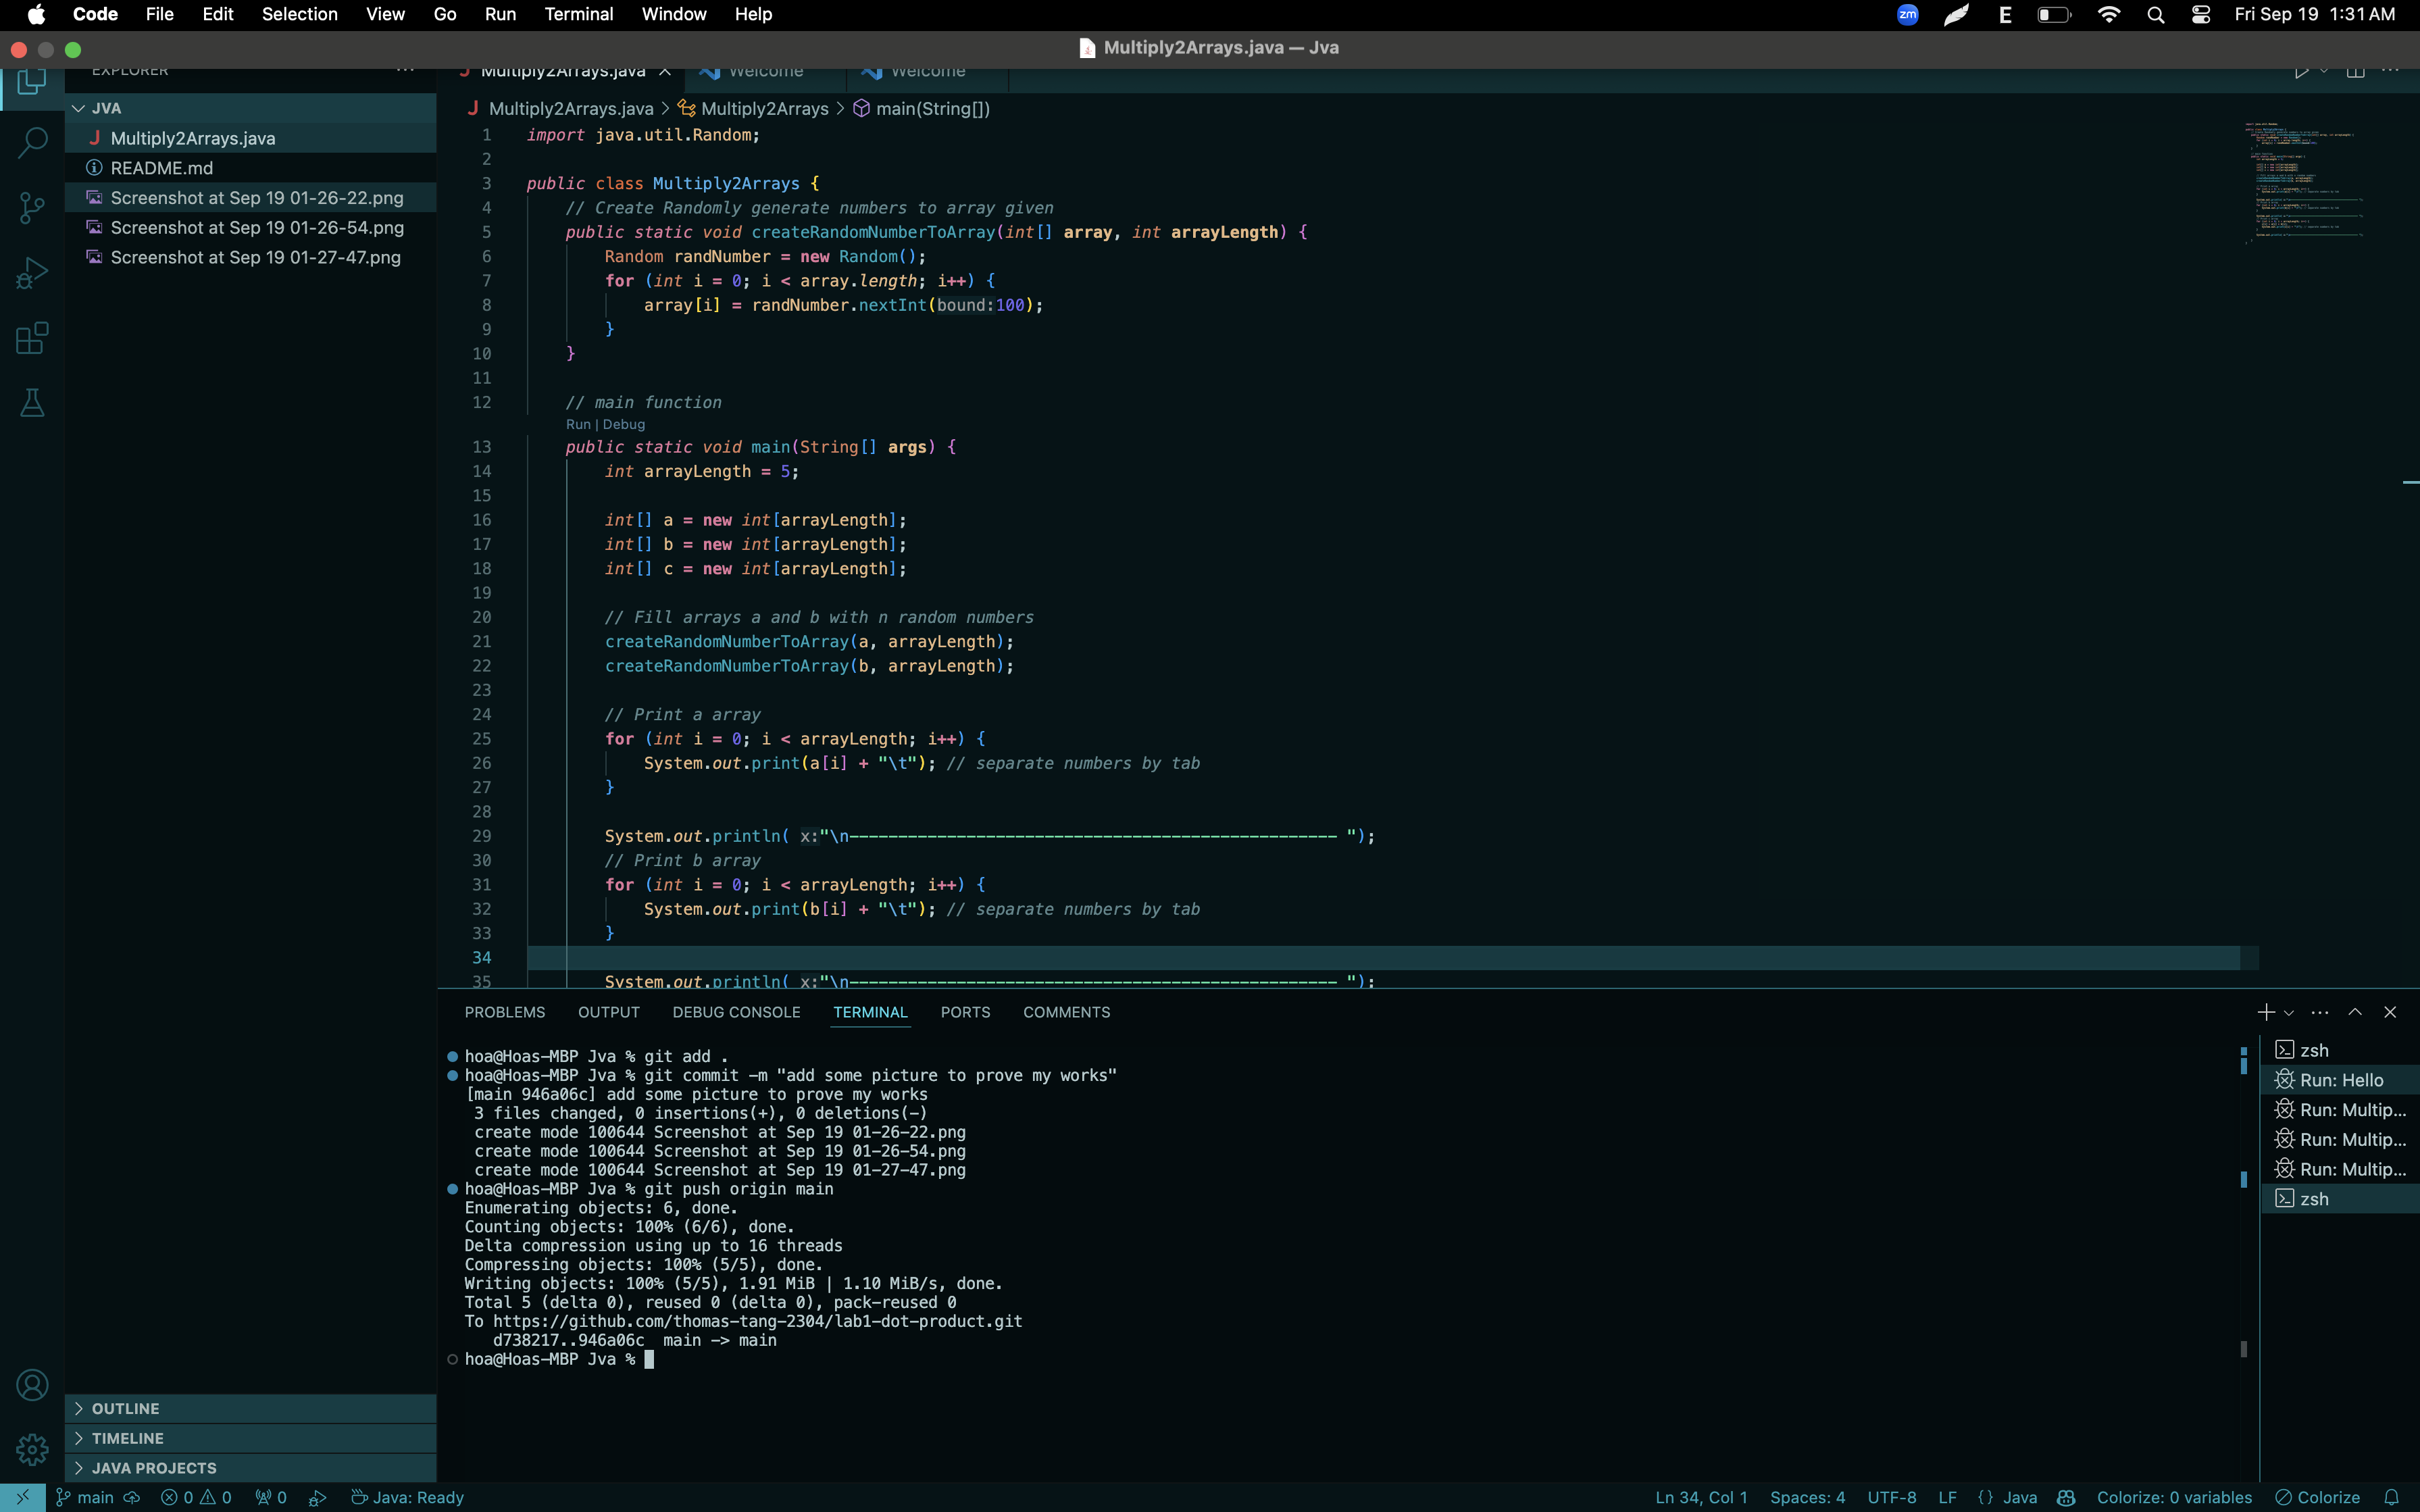 Code File Edit Selection View Go Run Terminal Window Help zm E Fri Sep 19 1:31 AM
Multiply2Arrays.java — Jva
EXPLORER ···
Multiply2Arrays.java × Welcome Welcome
JVA
J Multiply2Arrays.java
README.md
Screenshot at Sep 19 01-26-22.png
Screenshot at Sep 19 01-26-54.png
Screenshot at Sep 19 01-27-47.png
OUTLINE
TIMELINE
JAVA PROJECTS
J Multiply2Arrays.java > Multiply2Arrays > main(String[])
1 import java.util.Random;
2
3 public class Multiply2Arrays {
4 // Create Randomly generate numbers to array given
5 public static void createRandomNumberToArray(int[] array, int arrayLength) {
6 Random randNumber = new Random();
7 for (int i = 0; i < array.length; i++) {
8 array[i] = randNumber.nextInt(bound:100);
9 }
10 }
11
12 // main function
Run | Debug
13 public static void main(String[] args) {
14 int arrayLength = 5;
15
16 int[] a = new int[arrayLength];
17 int[] b = new int[arrayLength];
18 int[] c = new int[arrayLength];
19
20 // Fill arrays a and b with n random numbers
21 createRandomNumberToArray(a, arrayLength);
22 createRandomNumberToArray(b, arrayLength);
23
24 // Print a array
25 for (int i = 0; i < arrayLength; i++) {
26 System.out.print(a[i] + "\t"); // separate numbers by tab
27 }
28
29 System.out.println( x:"\n-------------------------------------------------- ");
30 // Print b array
31 for (int i = 0; i < arrayLength; i++) {
32 System.out.print(b[i] + "\t"); // separate numbers by tab
33 }
34
35 System.out.println( x:"\n-------------------------------------------------- ");
PROBLEMS OUTPUT DEBUG CONSOLE TERMINAL PORTS COMMENTS
hoa@Hoas-MBP Jva % git add .
hoa@Hoas-MBP Jva % git commit -m "add some picture to prove my works"
[main 946a06c] add some picture to prove my works
3 files changed, 0 insertions(+), 0 deletions(-)
create mode 100644 Screenshot at Sep 19 01-26-22.png
create mode 100644 Screenshot at Sep 19 01-26-54.png
create mode 100644 Screenshot at Sep 19 01-27-47.png
hoa@Hoas-MBP Jva % git push origin main
Enumerating objects: 6, done.
Counting objects: 100% (6/6), done.
Delta compression using up to 16 threads
Compressing objects: 100% (5/5), done.
Writing objects: 100% (5/5), 1.91 MiB | 1.10 MiB/s, done.
Total 5 (delta 0), reused 0 (delta 0), pack-reused 0
To https://github.com/thomas-tang-2304/lab1-dot-product.git
d738217..946a06c main -> main
hoa@Hoas-MBP Jva %
zsh
Run: Hello
Run: Multip...
Run: Multip...
Run: Multip...
zsh
main 0 0 0 Java: Ready Ln 34, Col 1 Spaces: 4 UTF-8 LF {} Java Colorize: 0 variables Colorize